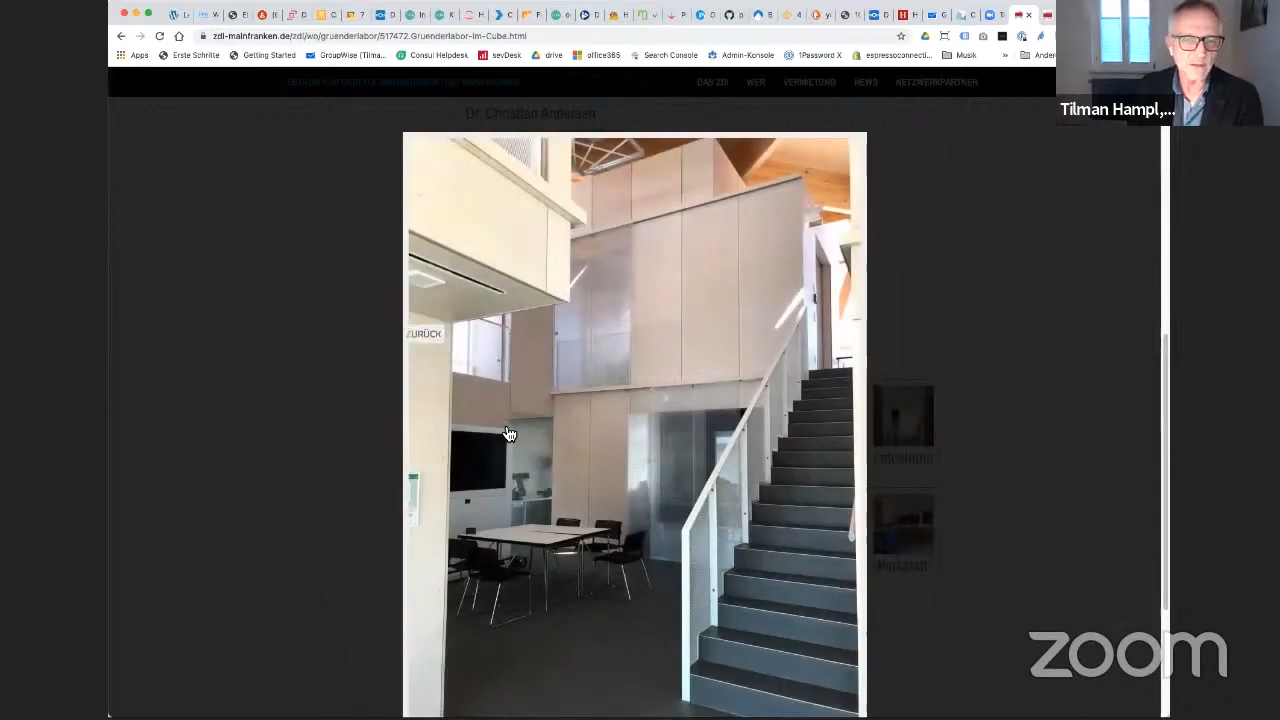 zdi-mainfranken.de/zdi/wo/gruenderlabor/517472.Gruenderlabor-im-Cube.html
Apps Erste Schritte Getting Started GroupWise (Tilma... Consul Helpdesk sevDesk drive office365 Search Console Admin-Konsole 1Password X espressoconnecti... Musik »
DAS ZDI WER VERMIETUNG NEWS NETZWERKPARTNER
Tilman Hampl,...
Dr. Christian Andersen
ZURÜCK
Fotostudio
Werkstatt
zoom